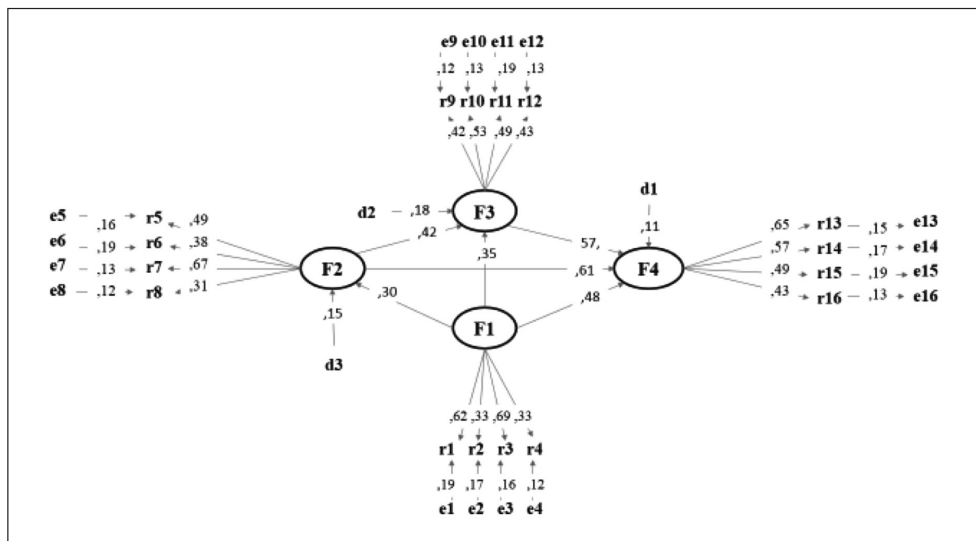 e9 e10 e11 e12
,12 ,13 ,19 ,13
r9 r10 r11 r12
,42 ,53 ,49 ,43
d1
F3
d2 ,18
,42
57,
,11
,35
e5 ,16 r5 ,49
e6 ,19 r6 ,38
e7 ,13 r7 ,67
e8 ,12 r8 ,31
F2
,61
F4
,65 r13 ,15 e13
,57 r14 ,17 e14
,49 r15 ,19 e15
,43 r16 ,13 e16
,30
,48
,15
F1
d3
,62 ,33 ,69 ,33
r1 r2 r3 r4
,19 ,17 ,16 ,12
e1 e2 e3 e4